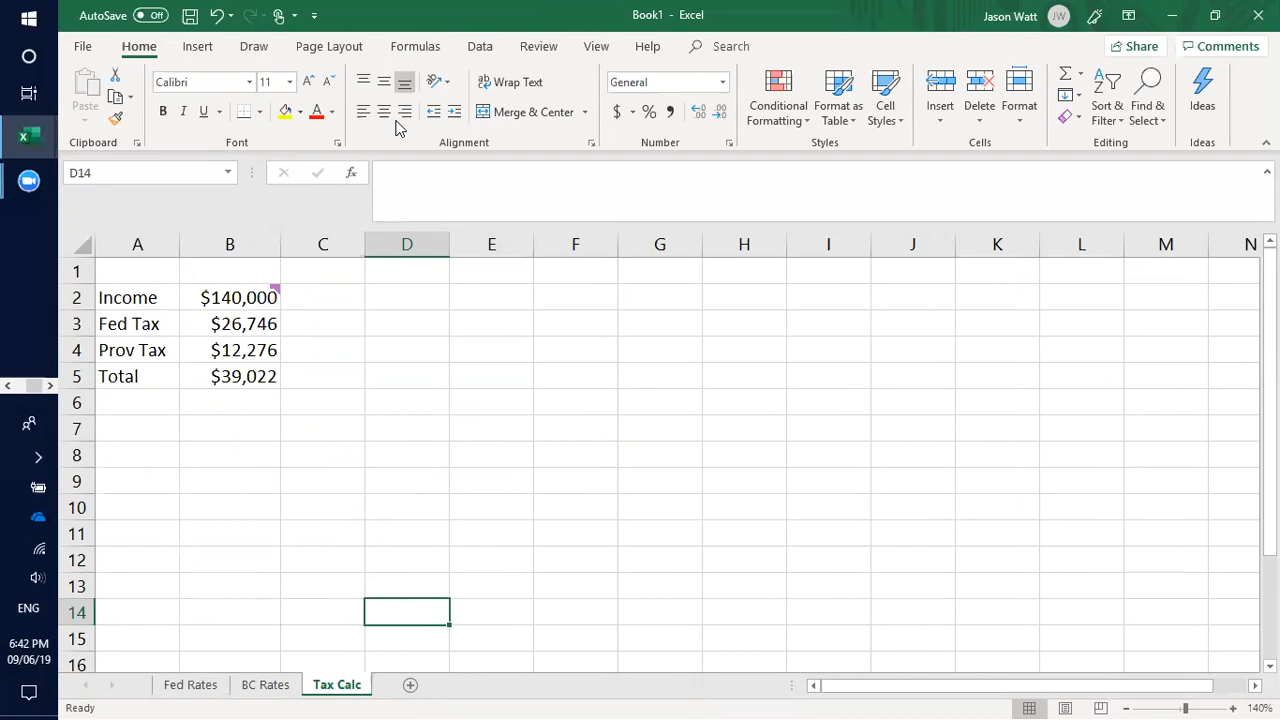 AutoSave Off
Book1 - Excel
Jason Watt JW
File Home Insert Draw Page Layout Formulas Data Review View Help Search Share Comments
Paste
Calibri 11
B I U A
Wrap Text
Merge & Center
General
$ % ,
Conditional Formatting
Format as Table
Cell Styles
Insert Delete Format
Sort & Filter
Find & Select
Ideas
Clipboard Font Alignment Number Styles Cells Editing Ideas
D14 fx
A B C D E F G H I J K L M N
1
2 Income $140,000
3 Fed Tax $26,746
4 Prov Tax $12,276
5 Total $39,022
6
7
8
9
10
11
12
13
14
15
16
Fed Rates BC Rates Tax Calc
Ready
140%
ENG
6:42 PM
09/06/19